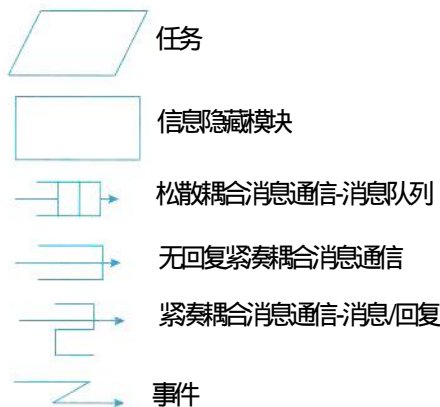 任务
信息隐藏模块
松散耦合消息通信-消息队列
无回复紧奏耦合消息通信
紧奏耦合消息通信-消息/回复
事件